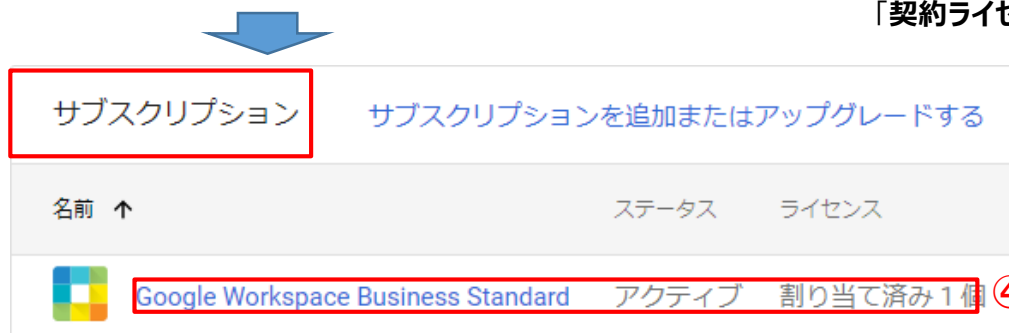 「契約ライセ
サブスクリプション サブスクリプションを追加またはアップグレードする
名前 ↑ ステータス ライセンス
Google Workspace Business Standard アクティブ 割り当て済み 1 個 ④